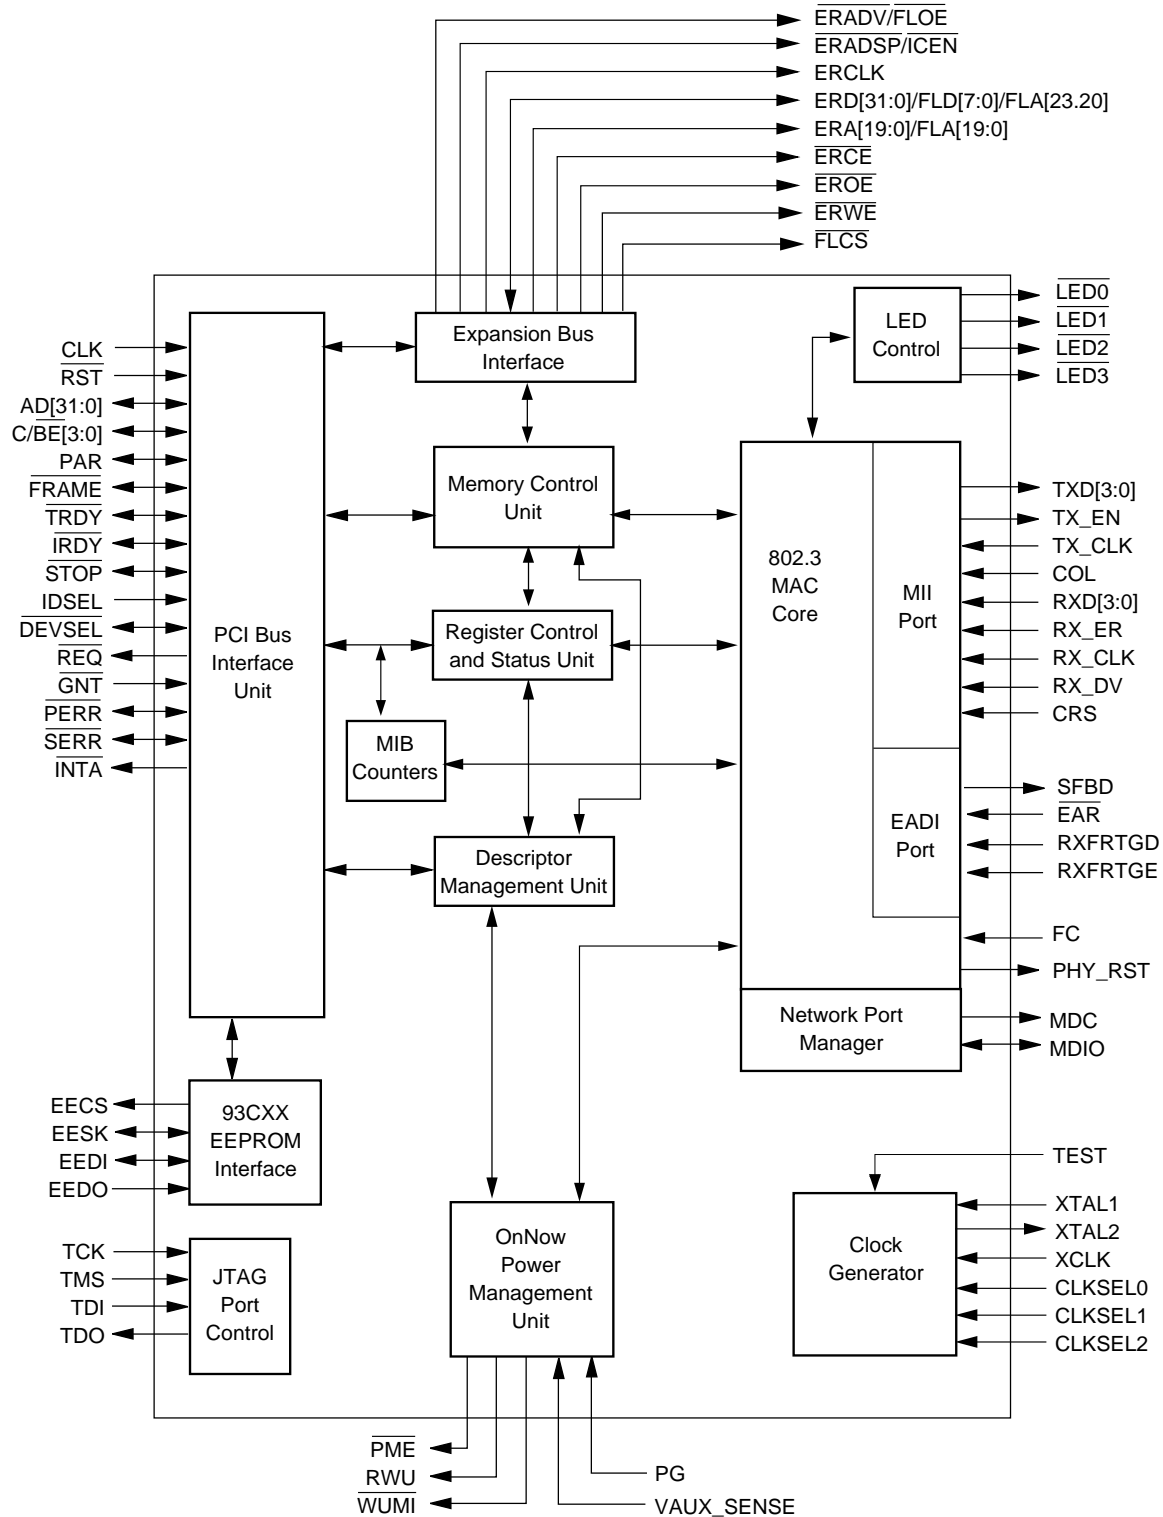 ERADV/FLOE
ERADSP/ICEN
ERCLK
ERD[31:0]/FLD[7:0]/FLA[23.20]
ERA[19:0]/FLA[19:0]
ERCE
EROE
ERWE
FLCS
CLK
RST
AD[31:0]
C/BE[3:0]
PAR
FRAME
TRDY
IRDY
STOP
IDSEL
DEVSEL
REQ
GNT
PERR
SERR
INTA
PCI Bus
Interface
Unit
Expansion Bus
Interface
Memory Control
Unit
Register Control
and Status Unit
MIB
Counters
Descriptor
Management Unit
LED
Control
LED0
LED1
LED2
LED3
802.3
MAC
Core
MII
Port
EADI
Port
TXD[3:0]
TX_EN
TX_CLK
COL
RXD[3:0]
RX_ER
RX_CLK
RX_DV
CRS
SFBD
EAR
RXFRTGD
RXFRTGE
FC
PHY_RST
Network Port
Manager
MDC
MDIO
EECS
EESK
EEDI
EEDO
93CXX
EEPROM
Interface
TCK
TMS
TDI
TDO
JTAG
Port
Control
OnNow
Power
Management
Unit
Clock
Generator
TEST
XTAL1
XTAL2
XCLK
CLKSEL0
CLKSEL1
CLKSEL2
PME
RWU
WUMI
PG
VAUX_SENSE